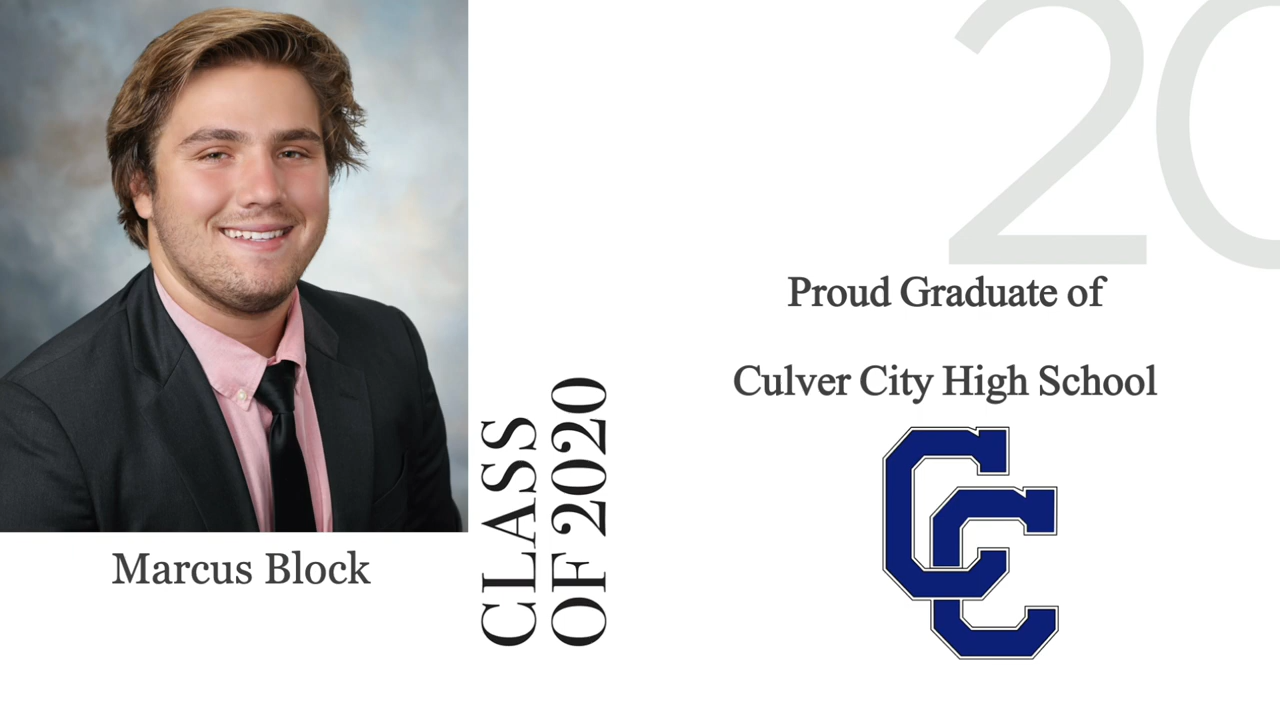 Marcus Block
CLASS
OF 2020
20
Proud Graduate of
Culver City High School
CC